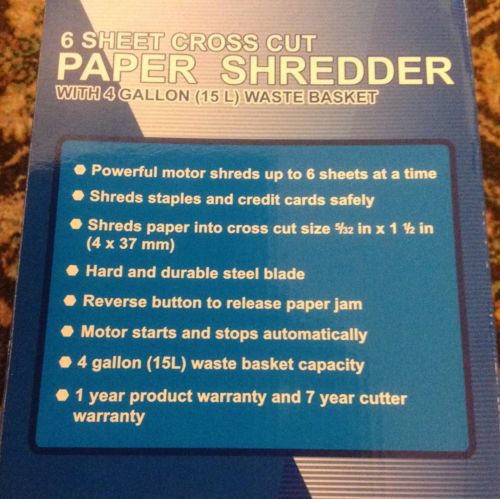 6 SHEET CROSS CUT
PAPER SHREDDER
WITH 4 GALLON (15 L) WASTE BASKET
Powerful motor shreds up to 6 sheets at a time
Shreds staples and credit cards safely
Shreds paper into cross cut size 5/32 in x 1 1/2 in
(4 x 37 mm)
Hard and durable steel blade
Reverse button to release paper jam
Motor starts and stops automatically
4 gallon (15L) waste basket capacity
1 year product warranty and 7 year cutter
warranty